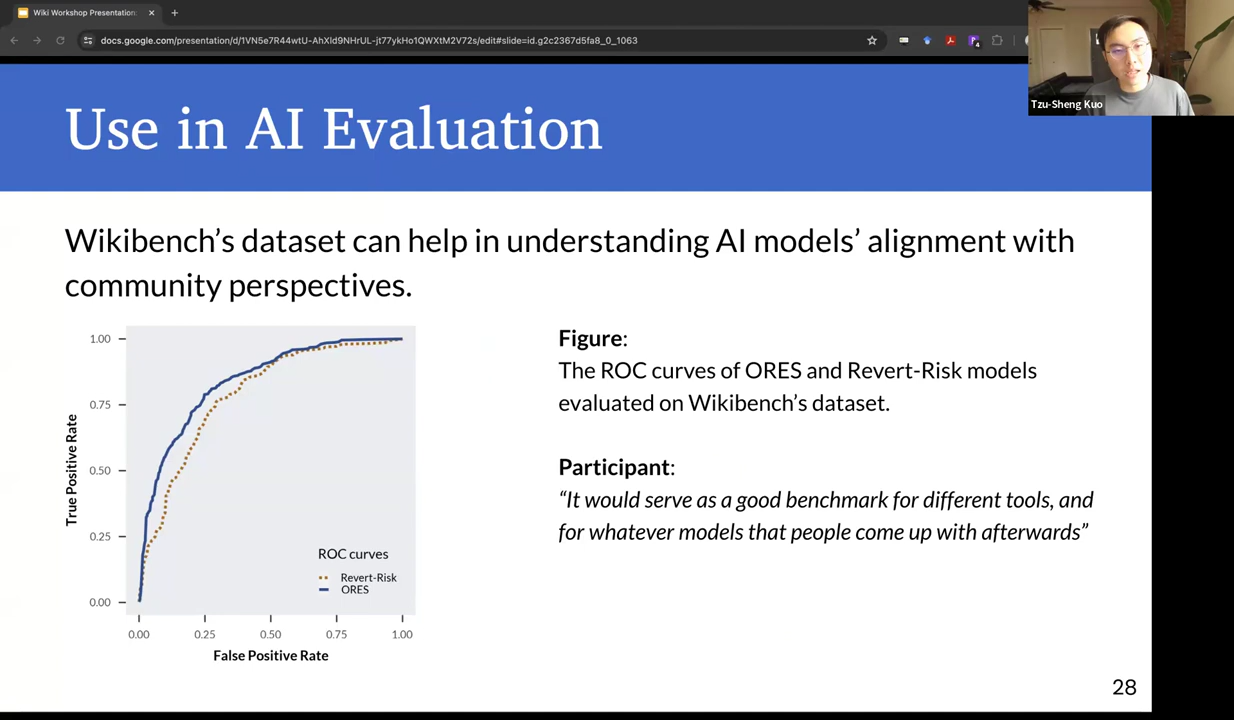 Wiki Workshop Presentation
docs.google.com/presentation/d/1VN5e7R44wtU-AhXld9NHrUL-jt77ykHo1QWXtM2V72s/edit#slide=id.g2c2367d5fa8_0_1063
4
Tzu-Sheng Kuo
Use in AI Evaluation
Wikibench’s dataset can help in understanding AI models’ alignment with
community perspectives.
1.00
0.75
0.50
0.25
0.00
True Positive Rate
ROC curves
Revert-Risk
ORES
0.00 0.25 0.50 0.75 1.00
False Positive Rate
Figure:
The ROC curves of ORES and Revert-Risk models
evaluated on Wikibench’s dataset.
Participant:
“It would serve as a good benchmark for different tools, and
for whatever models that people come up with afterwards”
28